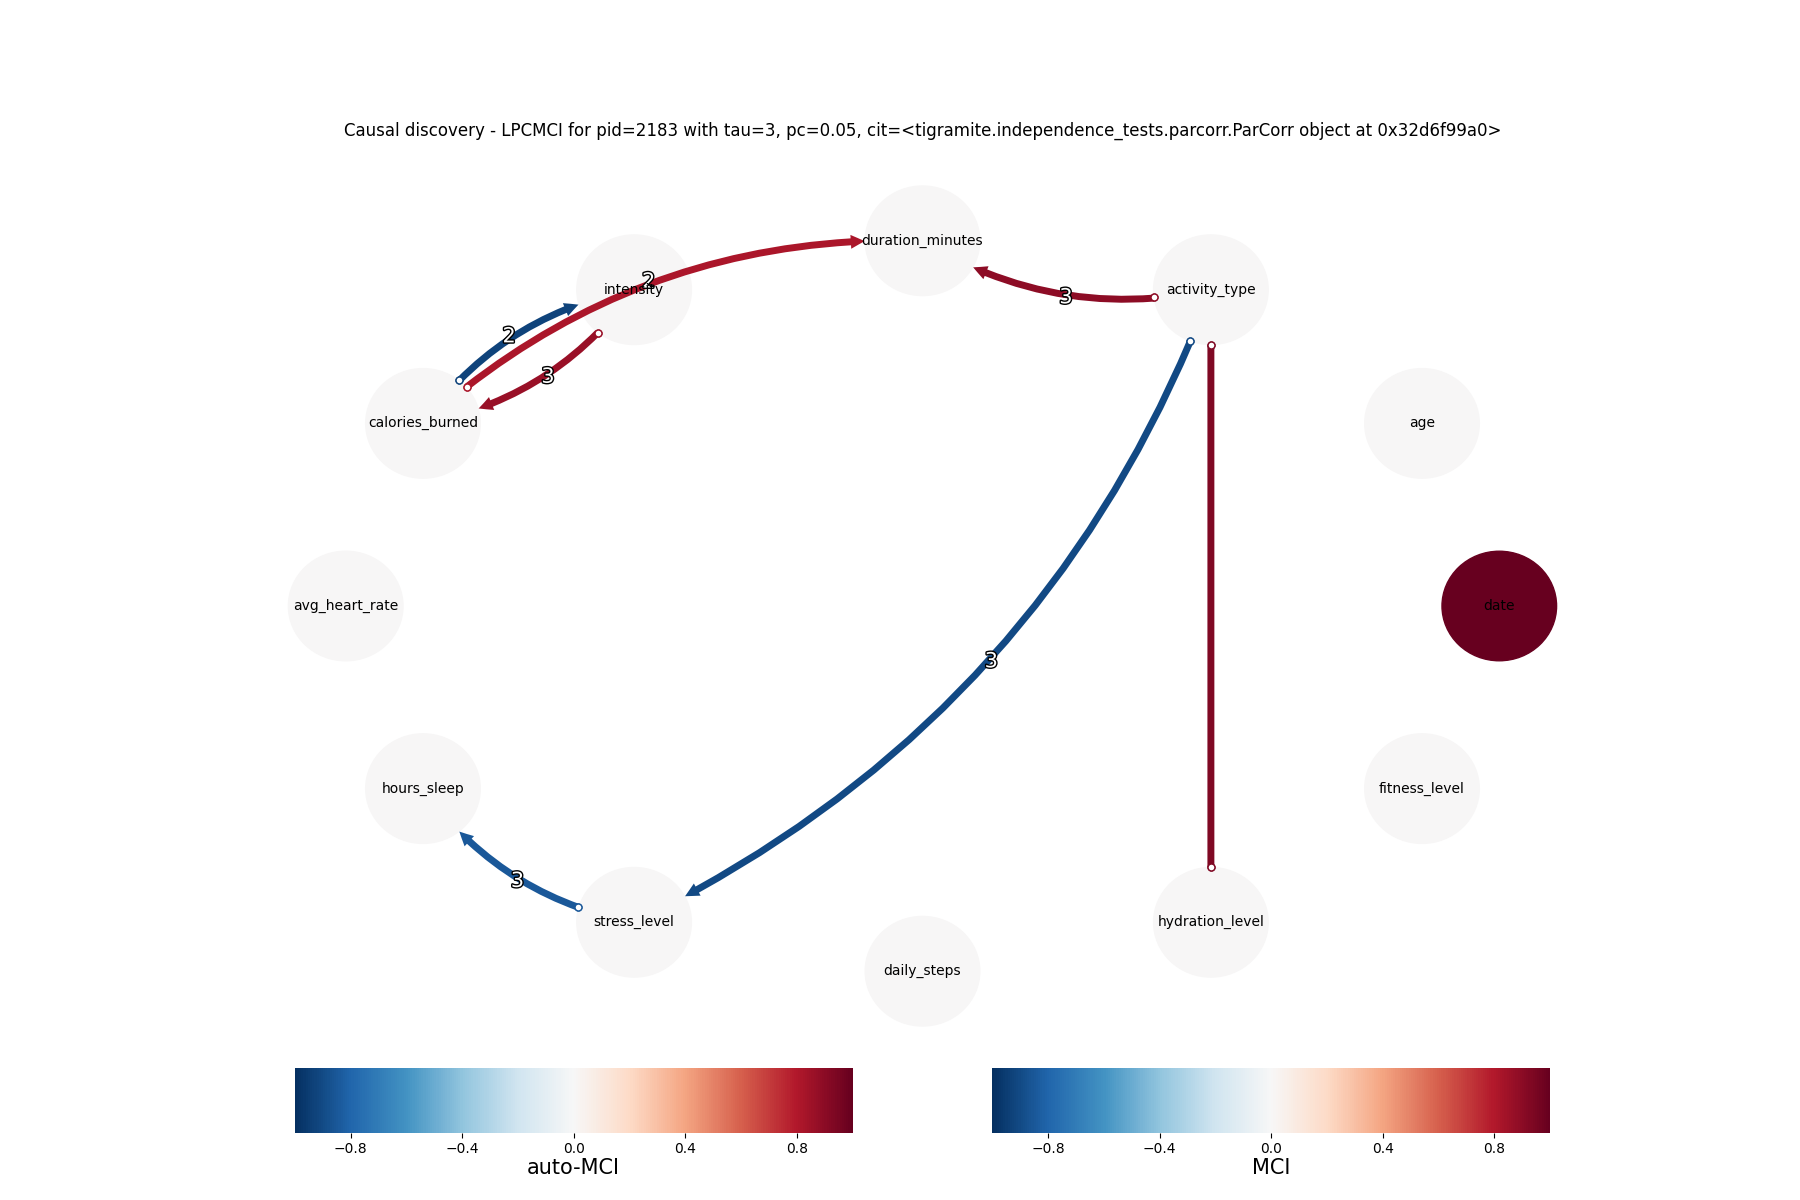 Causal discovery - LPCMCI for pid=2183 with tau=3, pc=0.05, cit=<tigramite.independence_tests.parcorr.ParCorr object at 0x32d6f99a0>
duration_minutes
intensity
activity_type
2
3
2
3
calories_burned
age
avg_heart_rate
date
3
hours_sleep
fitness_level
3
stress_level
hydration_level
daily_steps
−0.8 −0.4 0.0 0.4 0.8
auto-MCI
−0.8 −0.4 0.0 0.4 0.8
MCI